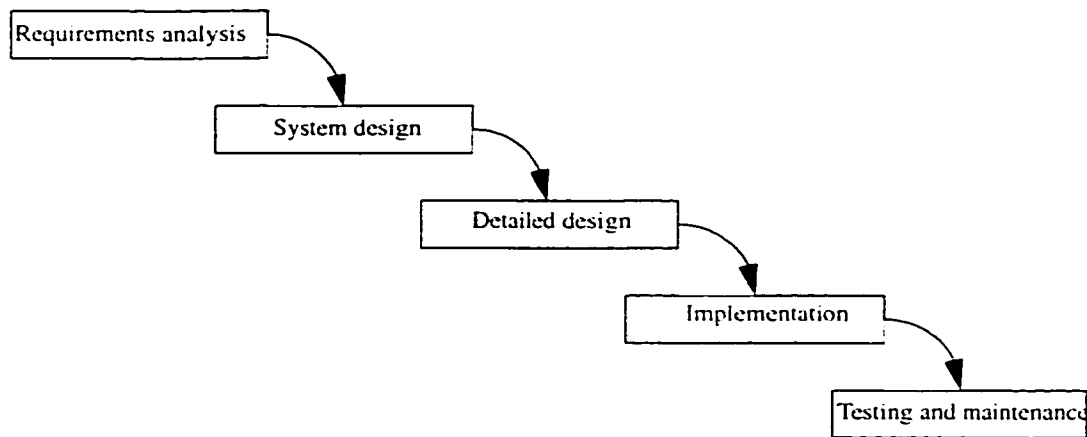 Requirements analysis
System design
Detailed design
Implementation
Testing and maintenance